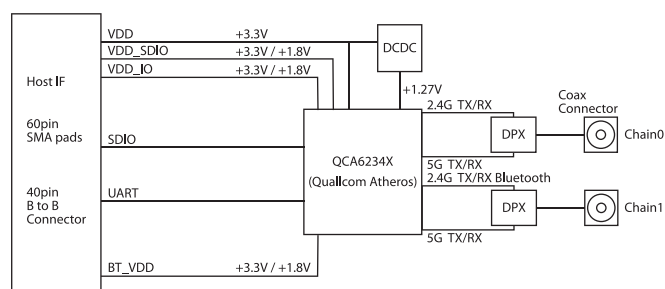 VDD +3.3V
VDD_SDIO +3.3V / +1.8V
VDD_IO +3.3V / +1.8V
DCDC
+1.27V
Host IF
60pin
SMA pads
SDIO
40pin
B to B
Connector
UART
BT_VDD +3.3V / +1.8V
QCA6234X
(Quallcom Atheros)
2.4G TX/RX
DPX
5G TX/RX
Coax
Connector
Chain0
2.4G TX/RX Bluetooth
DPX
5G TX/RX
Chain1